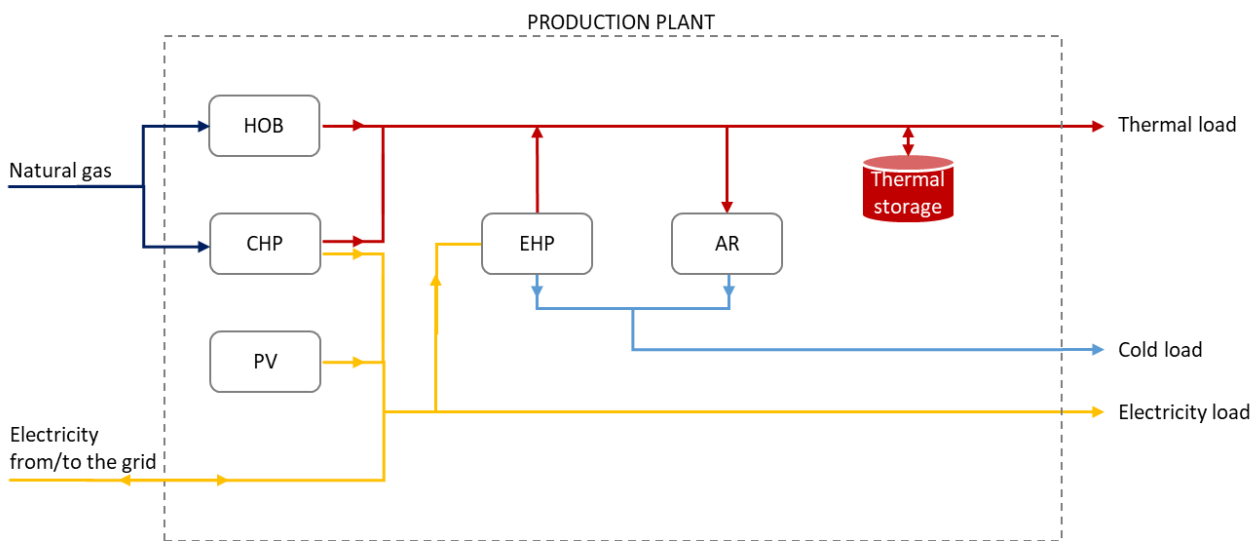 PRODUCTION PLANT
HOB
Thermal load
Natural gas
Thermal
storage
CHP
EHP
AR
PV
Cold load
Electricity load
Electricity
from/to the grid